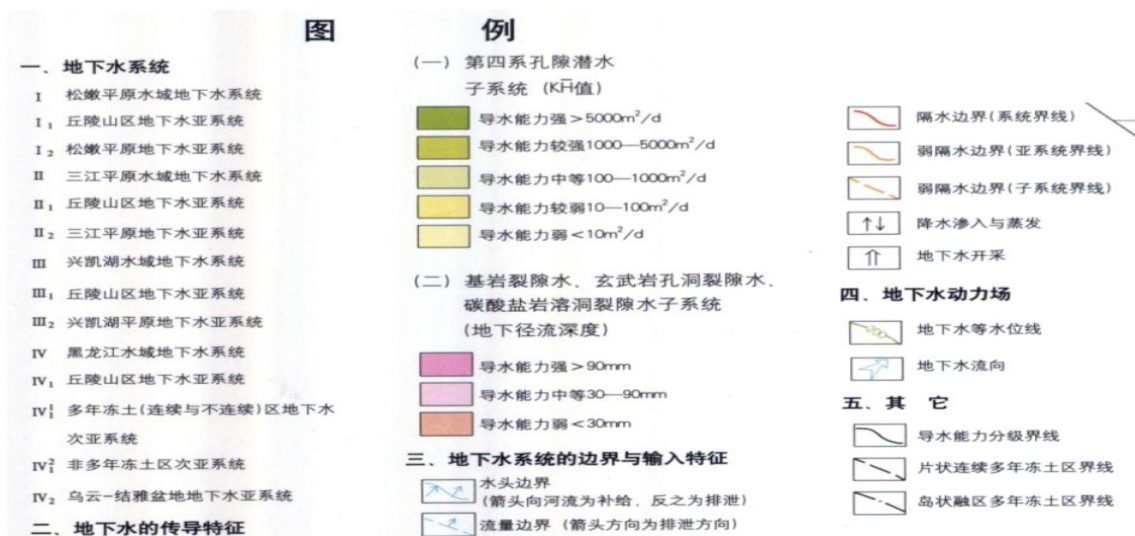 图 例
一、地下水系统
I 松嫩平原水域地下水系统
I₁ 丘陵山区地下水亚系统
I₂ 松嫩平原地下水亚系统
II 三江平原水域地下水系统
II₁ 丘陵山区地下水亚系统
II₂ 三江平原地下水亚系统
III 兴凯湖水域地下水系统
III₁ 丘陵山区地下水亚系统
III₂ 兴凯湖平原地下水亚系统
IV 黑龙江水域地下水系统
IV₁ 丘陵山区地下水亚系统
IV₁¹ 多年冻土(连续与不连续)区地下水
次亚系统
IV₁² 非多年冻土区次亚系统
IV₂ 乌云-结雅盆地地下水亚系统
二、地下水的传导特征
(一) 第四系孔隙潜水
子系统 (KH̅值)
导水能力强>5000m²/d
导水能力较强1000—5000m²/d
导水能力中等100—1000m²/d
导水能力较弱10—100m²/d
导水能力弱<10m²/d
(二) 基岩裂隙水、玄武岩孔洞裂隙水、
碳酸盐岩溶洞裂隙水子系统
(地下径流深度)
导水能力强>90mm
导水能力中等30—90mm
导水能力弱<30mm
三、地下水系统的边界与输入特征
水头边界
(箭头向河流为补给，反之为排泄)
流量边界 (箭头方向为排泄方向)
隔水边界(系统界线)
弱隔水边界(亚系统界线)
弱隔水边界(子系统界线)
降水渗入与蒸发
地下水开采
四、地下水动力场
200
地下水等水位线
地下水流向
五、其 它
导水能力分级界线
片状连续多年冻土区界线
岛状融区多年冻土区界线